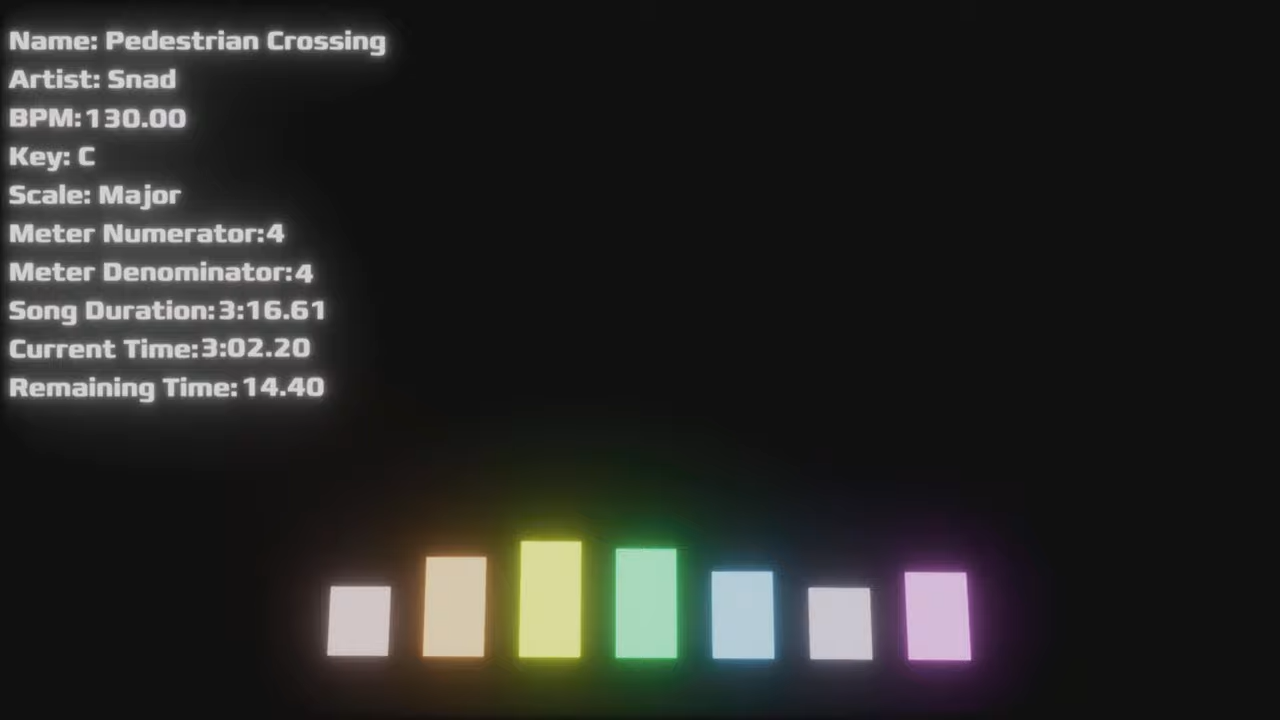 Name: Pedestrian Crossing
Artist: Snad
BPM:130.00
Key: C
Scale: Major
Meter Numerator:4
Meter Denominator:4
Song Duration:3:16.61
Current Time:3:02.20
Remaining Time:14.40